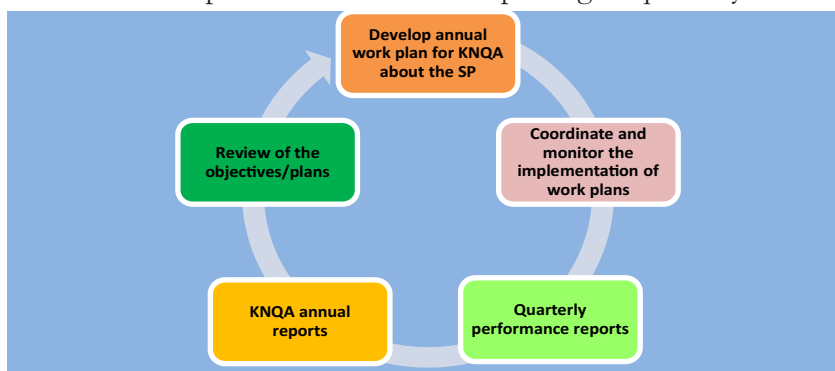 Develop annual
work plan for KNQA
about the SP
Coordinate and
monitor the
implementation of
work plans
Quarterly
performance reports
KNQA annual
reports
Review of the
objectives/plans